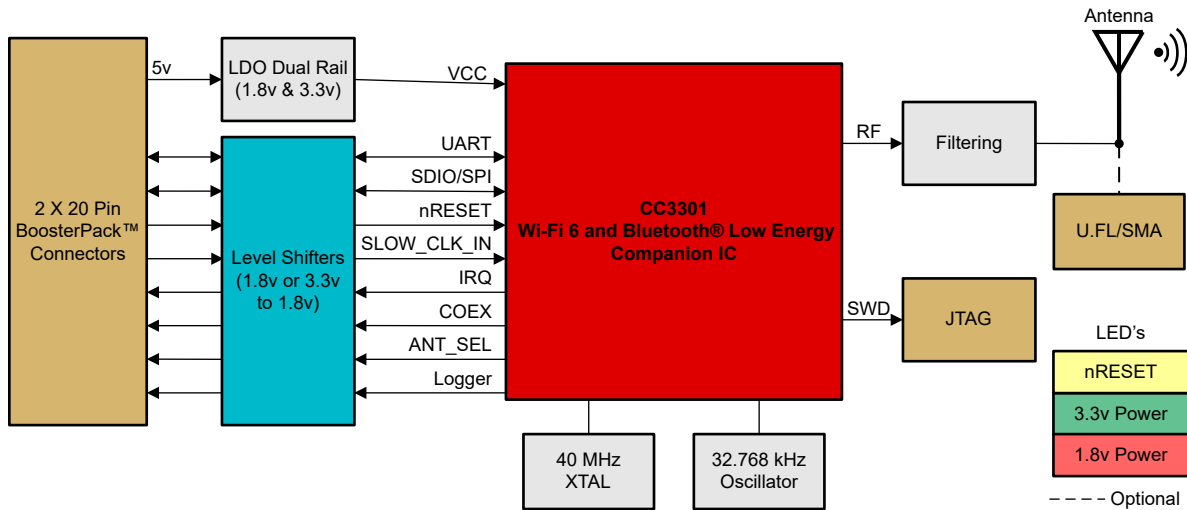 Antenna
5v
LDO Dual Rail
(1.8v & 3.3v)
VCC
RF
Filtering
2 X 20 Pin
BoosterPack™
Connectors
Level Shifters
(1.8v or 3.3v
to 1.8v)
UART
SDIO/SPI
nRESET
SLOW_CLK_IN
IRQ
COEX
ANT_SEL
Logger
CC3301
Wi-Fi 6 and Bluetooth® Low Energy
Companion IC
U.FL/SMA
SWD
JTAG
LED's
nRESET
3.3v Power
1.8v Power
Optional
40 MHz
XTAL
32.768 kHz
Oscillator